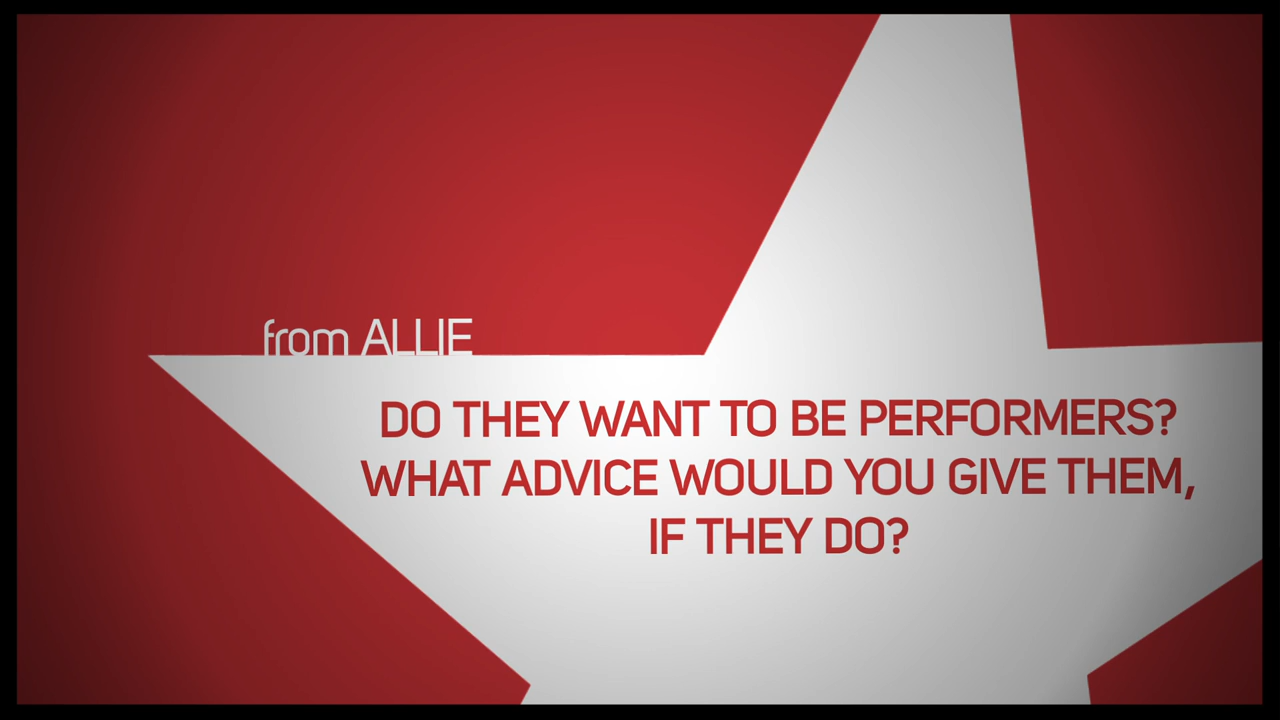 from ALLIE
DO THEY WANT TO BE PERFORMERS?
WHAT ADVICE WOULD YOU GIVE THEM,
IF THEY DO?